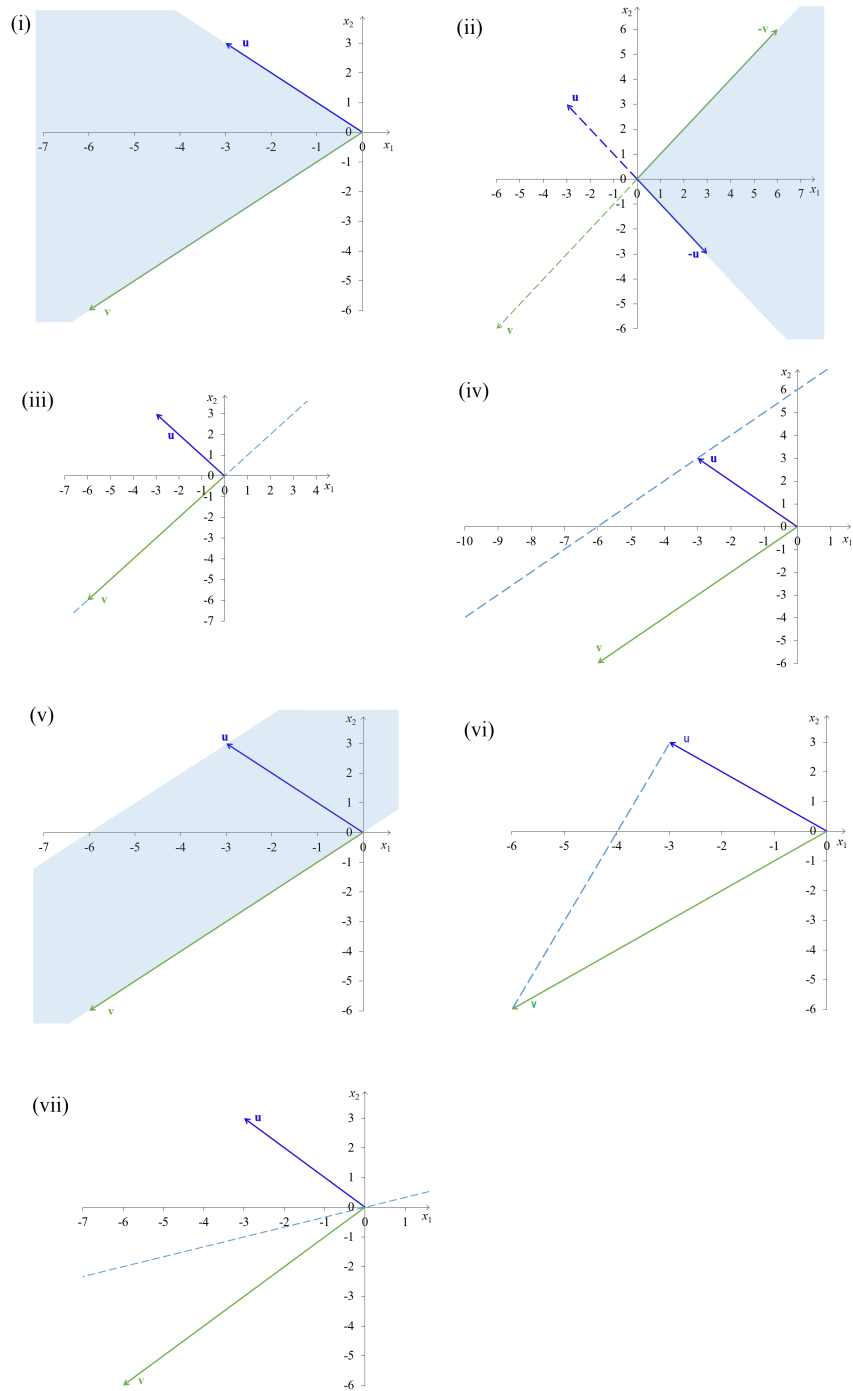 (i)
x₂
u
3
2
1
0
-7 -6 -5 -4 -3 -2 -1 0
x₁
-1
-2
-3
-4
-5
-6
v
(ii)
x₂
-v
6
5
4
u
3
2
1
0
-6 -5 -4 -3 -2 -1 0 1 2 3 4 5 6 7 x₁
-1
-2
-u
-3
-4
-5
-6
v
(iii)
x₂
3
u
2
1
0
-7 -6 -5 -4 -3 -2 -1 0 1 2 3 4 x₁
-1
-2
-3
-4
-5
v
-6
-7
(iv)
x₂
6
5
4
u
3
2
1
0
-10 -9 -8 -7 -6 -5 -4 -3 -2 -1 0 1 x₁
-1
-2
-3
-4
-5
v
-6
(v)
x₂
u
3
2
1
0
-7 -6 -5 -4 -3 -2 -1 0
x₁
-1
-2
-3
-4
-5
-6
v
(vi)
x₂
u
3
2
1
0
-6 -5 -4 -3 -2 -1 0
x₁
-1
-2
-3
-4
-5
v
-6
(vii)
x₂
u
3
2
1
0
-7 -6 -5 -4 -3 -2 -1 0 1 x₁
-1
-2
-3
-4
-5
v
-6